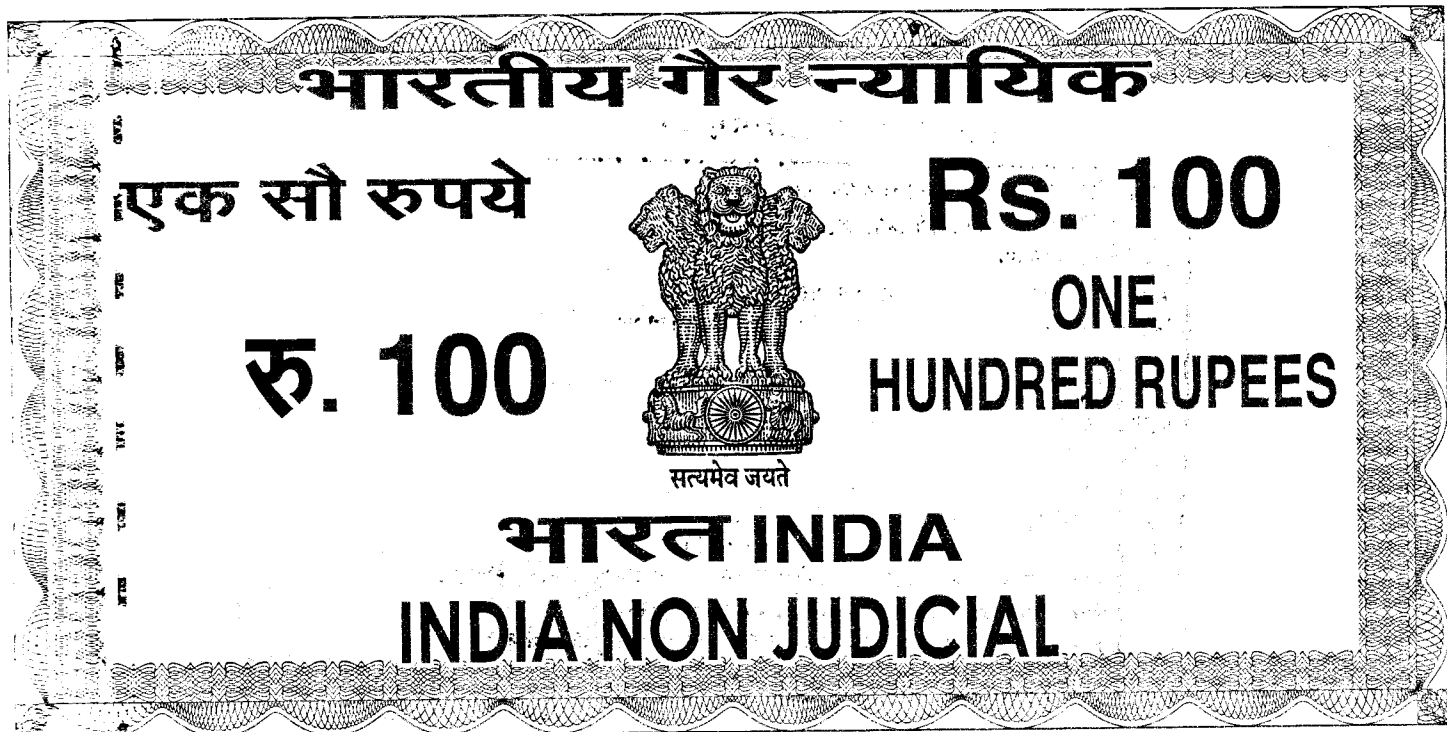 भारतीय गैर न्यायिक
एक सौ रुपये
Rs. 100
रु. 100
ONE
HUNDRED RUPEES
सत्यमेव जयते
भारत INDIA
INDIA NON JUDICIAL